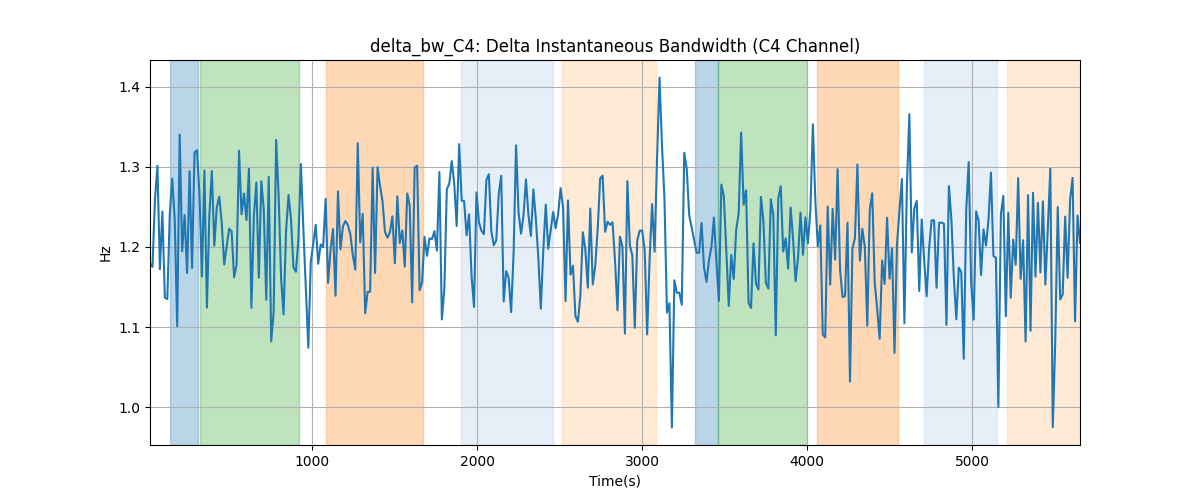 delta_bw_C4: Delta Instantaneous Bandwidth (C4 Channel)
Hz
1.4
1.3
1.2
1.1
1.0
1000 2000 3000 4000 5000
Time(s)